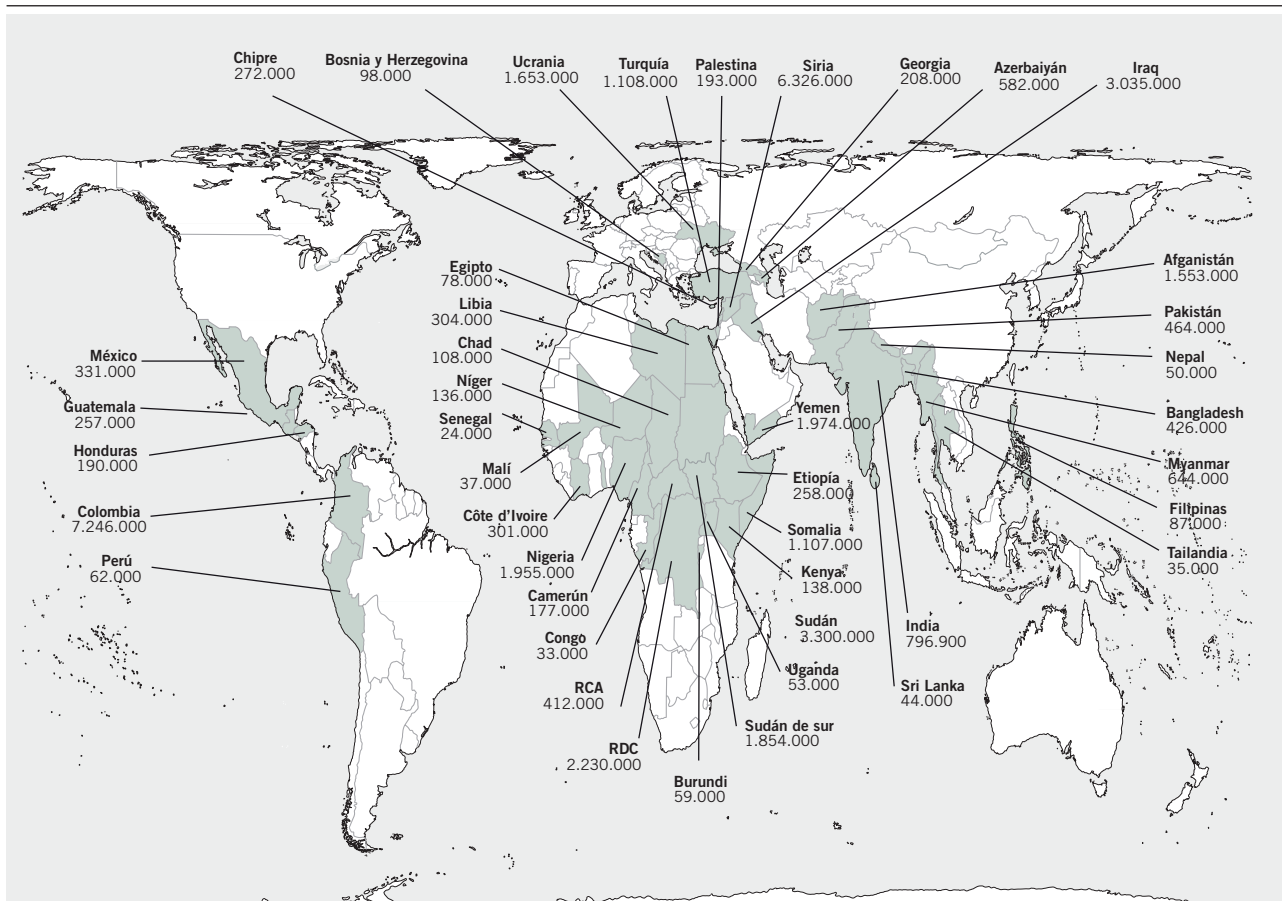 Chipre
272.000
Bosnia y Herzegovina
98.000
Ucrania
1.653.000
Turquía
1.108.000
Palestina
193.000
Siria
6.326.000
Georgia
208.000
Azerbaiyán
582.000
Iraq
3.035.000
Egipto
78.000
Libia
304.000
Chad
108.000
Níger
136.000
Senegal
24.000
Malí
37.000
Côte d'Ivoire
301.000
Nigeria
1.955.000
Camerún
177.000
Congo
33.000
RCA
412.000
RDC
2.230.000
México
331.000
Guatemala
257.000
Honduras
190.000
Colombia
7.246.000
Perú
62.000
Yemen
1.974.000
Etiopía
258.000
Somalia
1.107.000
Kenya
138.000
Sudán
3.300.000
Uganda
53.000
Sudán de sur
1.854.000
Burundi
59.000
Afganistán
1.553.000
Pakistán
464.000
Nepal
50.000
Bangladesh
426.000
Myanmar
644.000
Filipinas
87.000
Tailandia
35.000
India
796.900
Sri Lanka
44.000